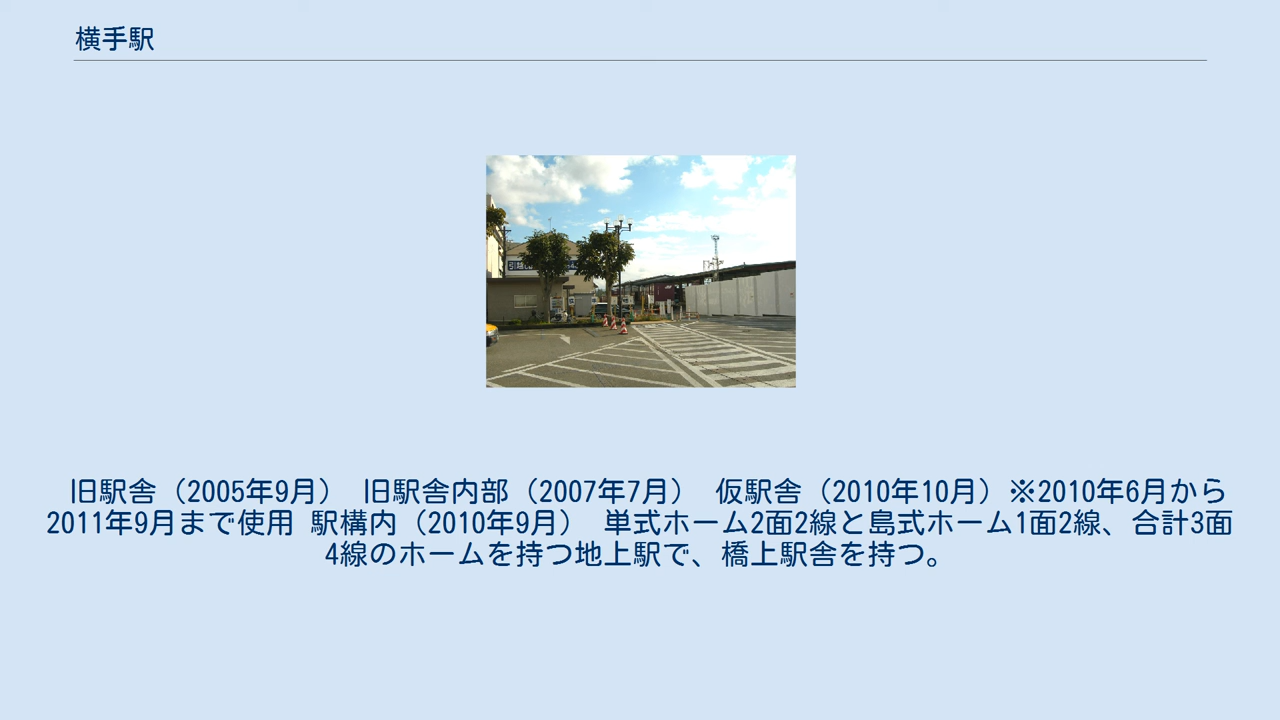 横手駅
旧駅舎（2005年9月） 旧駅舎内部（2007年7月） 仮駅舎（2010年10月）※2010年6月から
2011年9月まで使用 駅構内（2010年9月） 単式ホーム2面2線と島式ホーム1面2線、合計3面
4線のホームを持つ地上駅で、橋上駅舎を持つ。